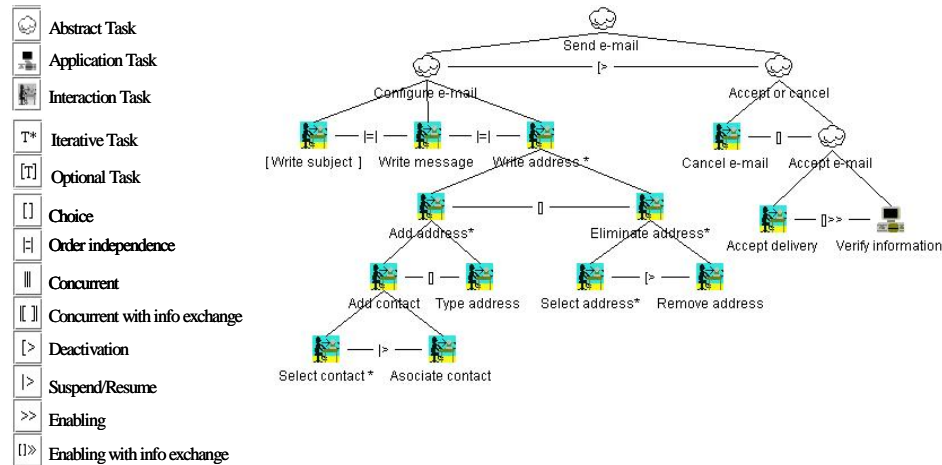 Abstract Task
Application Task
Interaction Task
T* Iterative Task
[T] Optional Task
[] Choice
|=| Order independence
||| Concurrent
|[]| Concurrent with info exchange
[> Deactivation
|> Suspend/Resume
>> Enabling
[]>> Enabling with info exchange
Send e-mail
[>
Configure e-mail
Accept or cancel
|=| |=| []
[ Write subject ] Write message Write address * Cancel e-mail Accept e-mail
[] []>>
Add address* Eliminate address* Accept delivery Verify information
[] [>
Add contact Type address Select address* Remove address
|>
Select contact * Asociate contact